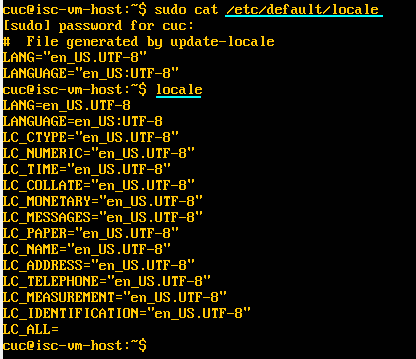 cuc@isc-vm-host:~$ sudo cat /etc/default/locale
[sudo] password for cuc:
#  File generated by update-locale
LANG="en_US.UTF-8"
LANGUAGE="en_US:UTF-8"
cuc@isc-vm-host:~$ locale
LANG=en_US.UTF-8
LANGUAGE=en_US:UTF-8
LC_CTYPE="en_US.UTF-8"
LC_NUMERIC="en_US.UTF-8"
LC_TIME="en_US.UTF-8"
LC_COLLATE="en_US.UTF-8"
LC_MONETARY="en_US.UTF-8"
LC_MESSAGES="en_US.UTF-8"
LC_PAPER="en_US.UTF-8"
LC_NAME="en_US.UTF-8"
LC_ADDRESS="en_US.UTF-8"
LC_TELEPHONE="en_US.UTF-8"
LC_MEASUREMENT="en_US.UTF-8"
LC_IDENTIFICATION="en_US.UTF-8"
LC_ALL=
cuc@isc-vm-host:~$